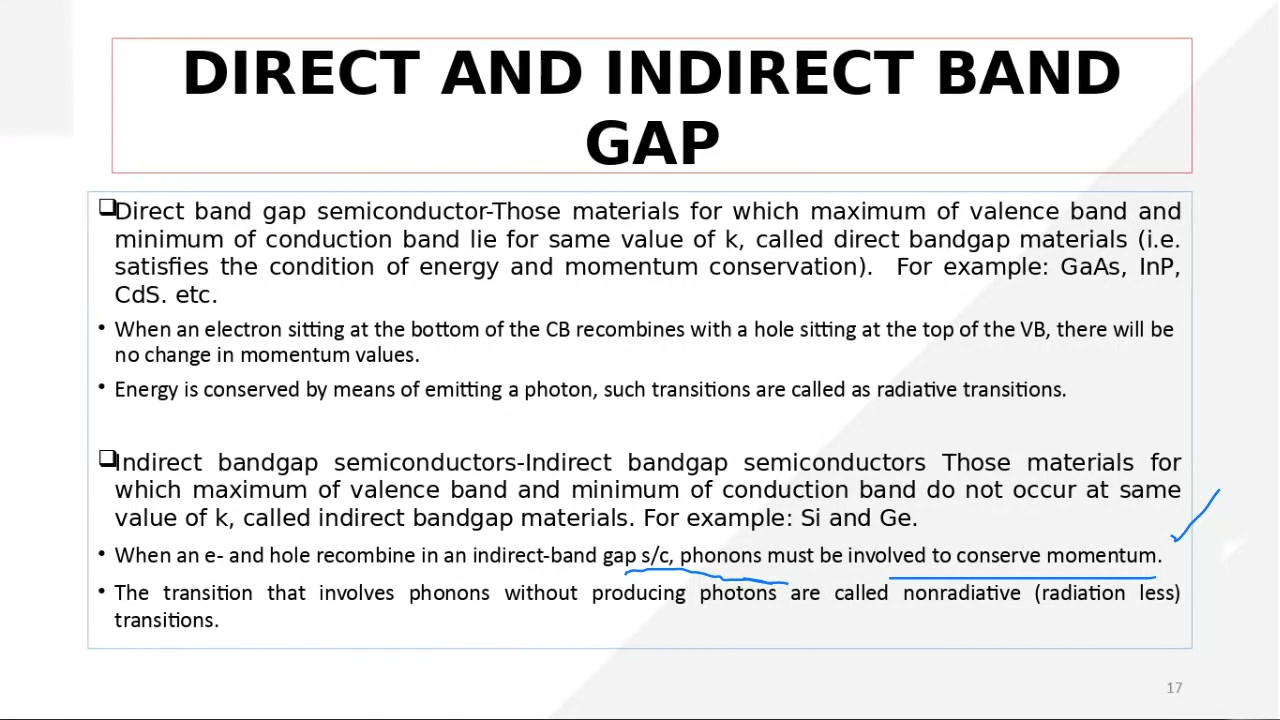 DIRECT AND INDIRECT BAND
GAP
❑Direct band gap semiconductor-Those materials for which maximum of valence band and
minimum of conduction band lie for same value of k, called direct bandgap materials (i.e.
satisfies the condition of energy and momentum conservation).  For example: GaAs, InP,
CdS. etc.
• When an electron sitting at the bottom of the CB recombines with a hole sitting at the top of the VB, there will be
no change in momentum values.
• Energy is conserved by means of emitting a photon, such transitions are called as radiative transitions.
❑Indirect bandgap semiconductors-Indirect bandgap semiconductors Those materials for
which maximum of valence band and minimum of conduction band do not occur at same
value of k, called indirect bandgap materials. For example: Si and Ge.
• When an e- and hole recombine in an indirect-band gap s/c, phonons must be involved to conserve momentum.
• The transition that involves phonons without producing photons are called nonradiative (radiation less)
transitions.
17